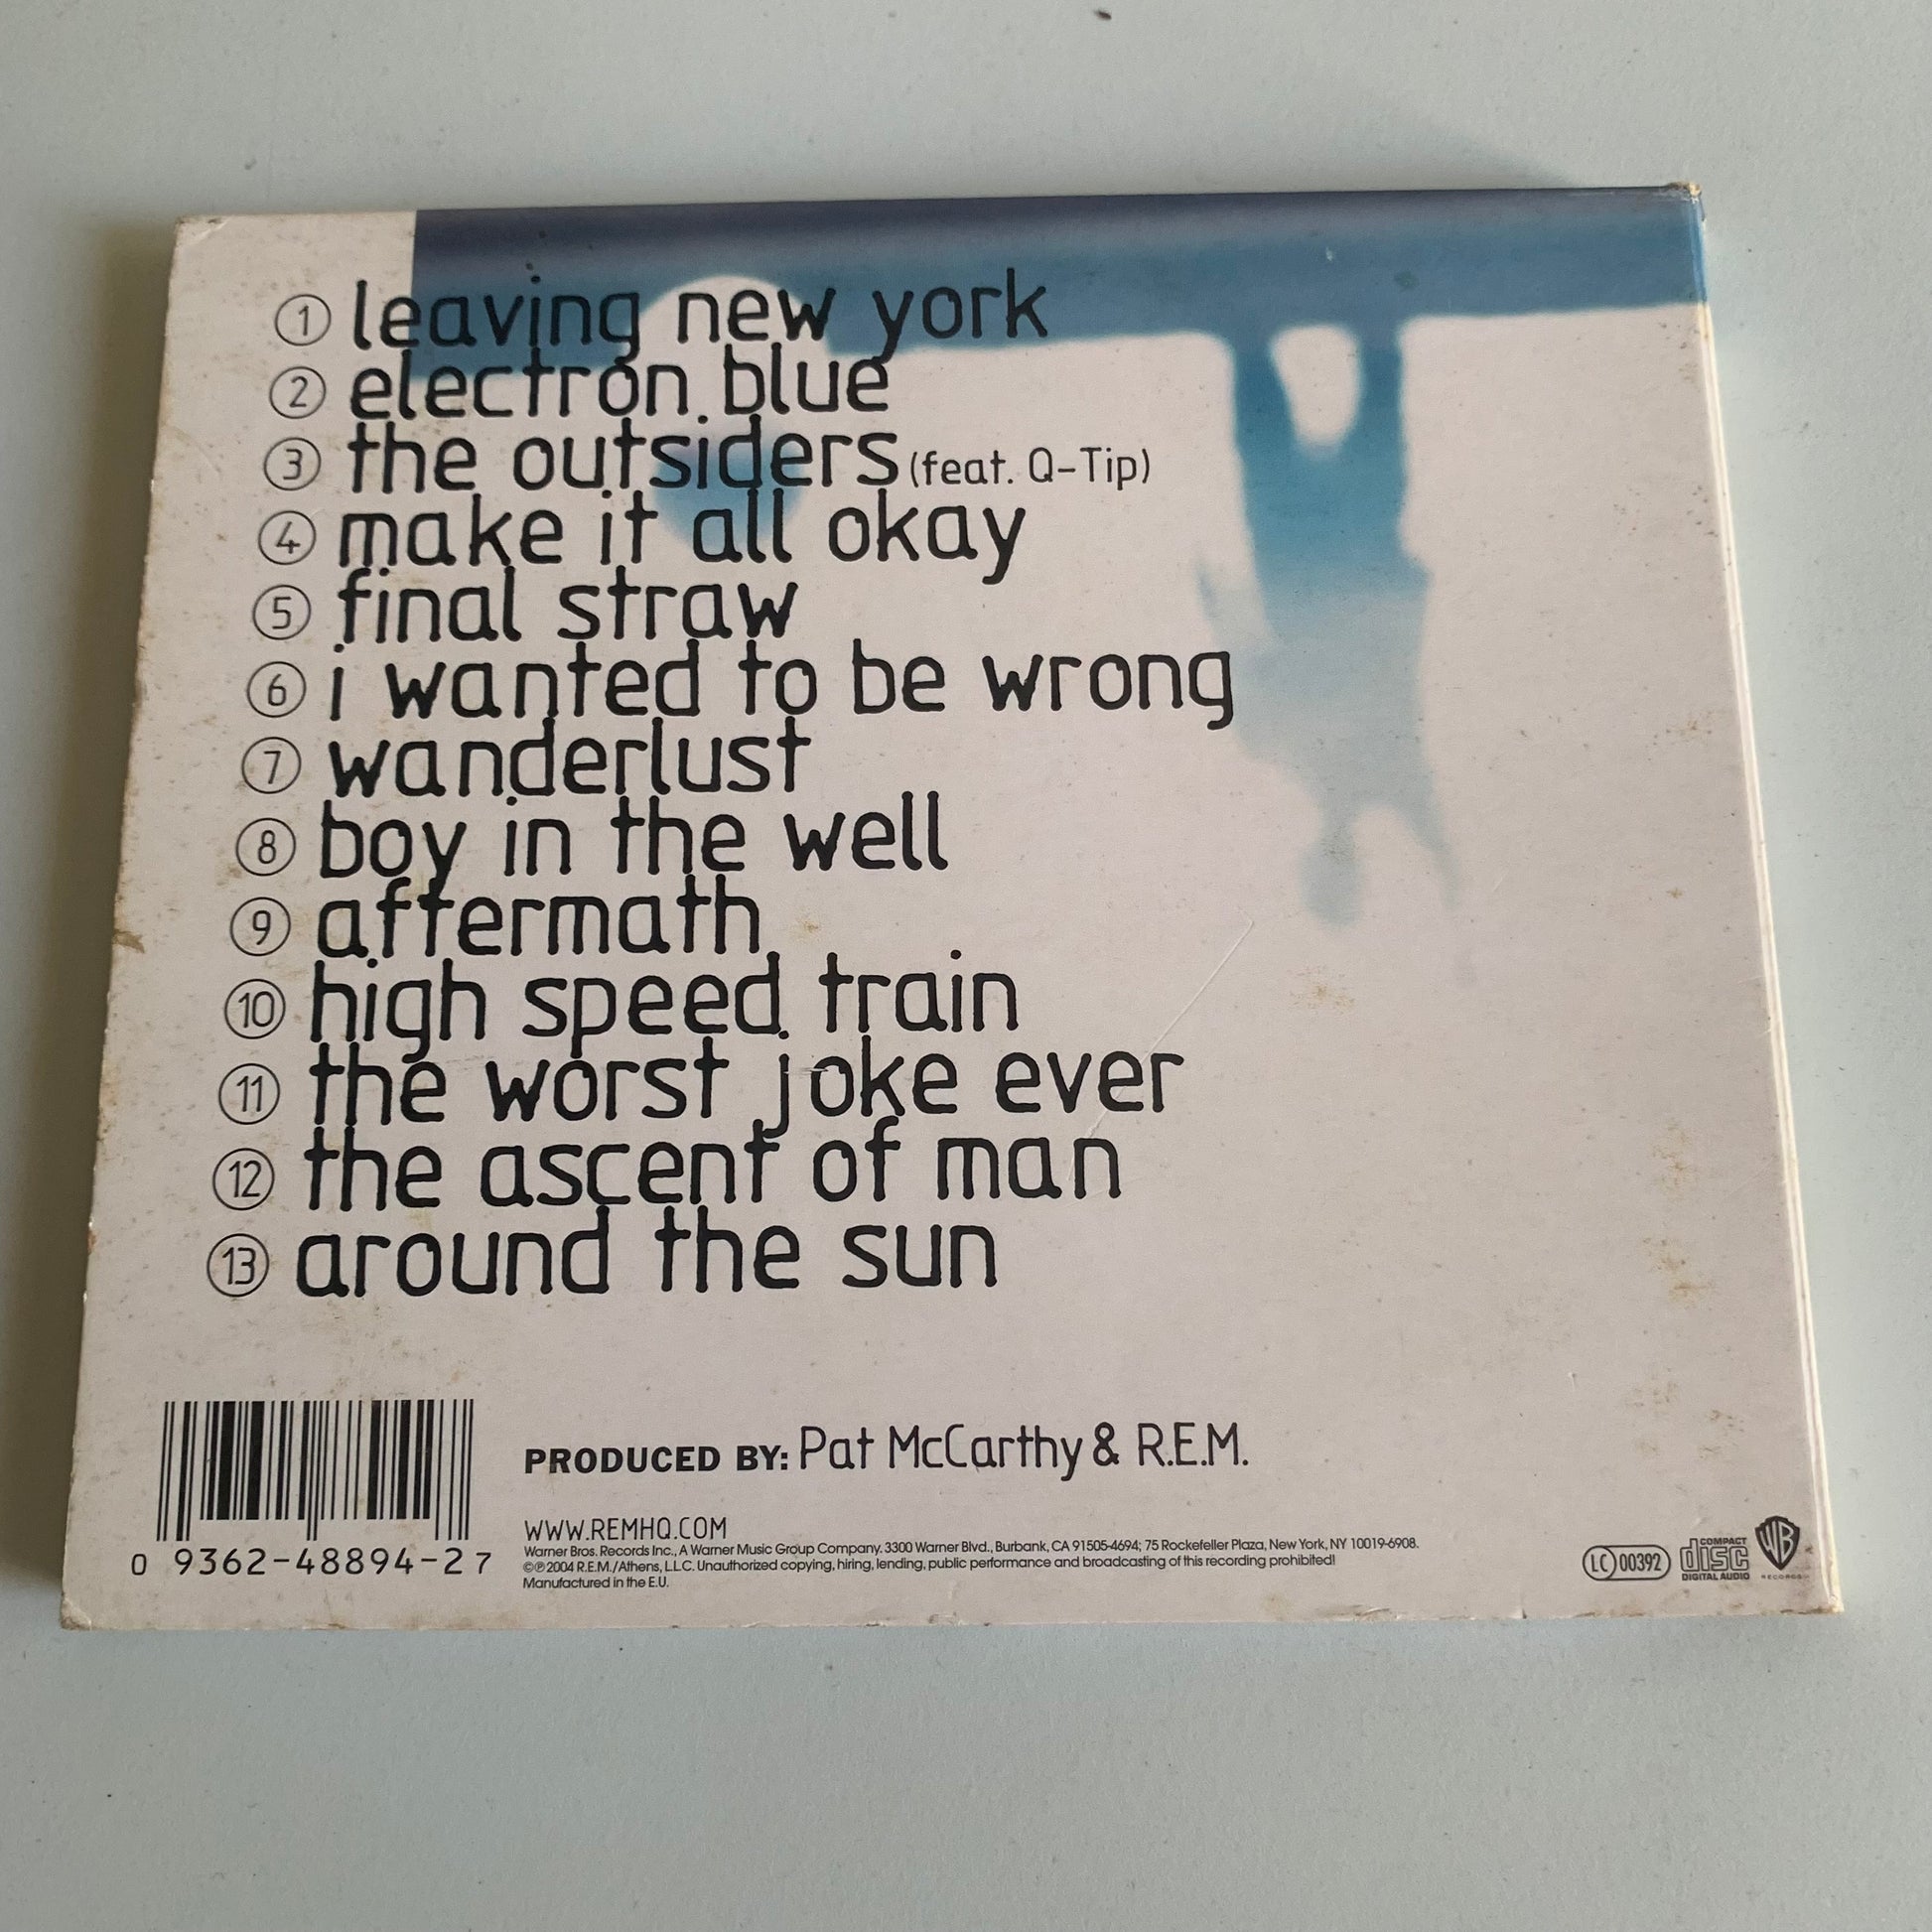 1 leaving new york
2 electron blue
3 the outsiders (feat. Q-Tip)
4 make it all okay
5 final straw
6 i wanted to be wrong
7 wanderlust
8 boy in the well
9 aftermath
10 high speed train
11 the worst joke ever
12 the ascent of man
13 around the sun
PRODUCED BY: Pat McCarthy & R.E.M.
WWW.REMHQ.COM
Warner Bros. Records Inc., A Warner Music Group Company. 3300 Warner Blvd., Burbank, CA 91505-4694; 75 Rockefeller Plaza, New York, NY 10019-6908.
©℗2004 R.E.M./Athens, L.L.C. Unauthorized copying, hiring, lending, public performance and broadcasting of this recording prohibited!
Manufactured in the E.U.
0 9362-48894-2 7
LC 00392
COMPACT
disc
DIGITAL AUDIO
WB
RECORDS